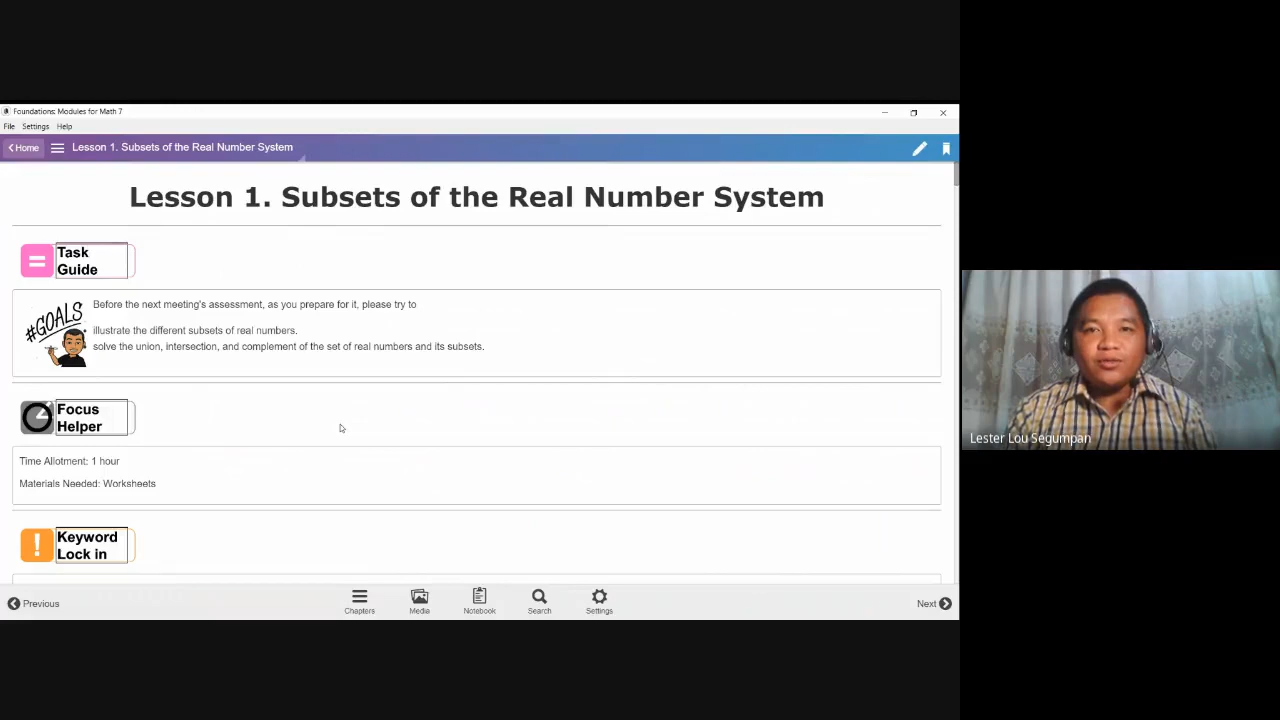 Foundations: Modules for Math 7
File Settings Help
Home
Lesson 1. Subsets of the Real Number System
Lesson 1. Subsets of the Real Number System
Task
Guide
#GOALS
Before the next meeting's assessment, as you prepare for it, please try to
illustrate the different subsets of real numbers.
solve the union, intersection, and complement of the set of real numbers and its subsets.
Focus
Helper
Time Allotment: 1 hour
Materials Needed: Worksheets
Keyword
Lock in
Previous
Chapters
Media
Notebook
Search
Settings
Next
Lester Lou Segumpan